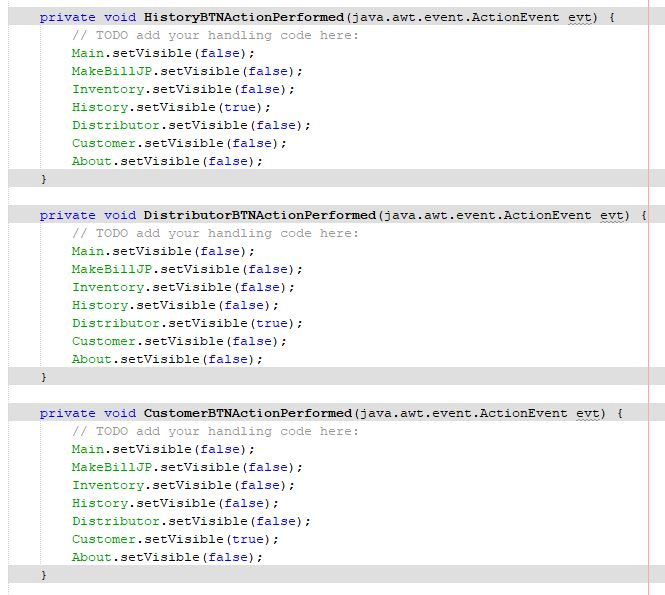 private void HistoryBTNActionPerformed(java.awt.event.ActionEvent evt) {
// TODO add your handling code here:
Main.setVisible(false);
MakeBillJP.setVisible(false);
Inventory.setVisible(false);
History.setVisible(true);
Distributor.setVisible(false);
Customer.setVisible(false);
About.setVisible(false);
}
private void DistributorBTNActionPerformed(java.awt.event.ActionEvent evt) {
// TODO add your handling code here:
Main.setVisible(false);
MakeBillJP.setVisible(false);
Inventory.setVisible(false);
History.setVisible(false);
Distributor.setVisible(true);
Customer.setVisible(false);
About.setVisible(false);
}
private void CustomerBTNActionPerformed(java.awt.event.ActionEvent evt) {
// TODO add your handling code here:
Main.setVisible(false);
MakeBillJP.setVisible(false);
Inventory.setVisible(false);
History.setVisible(false);
Distributor.setVisible(false);
Customer.setVisible(true);
About.setVisible(false);
}